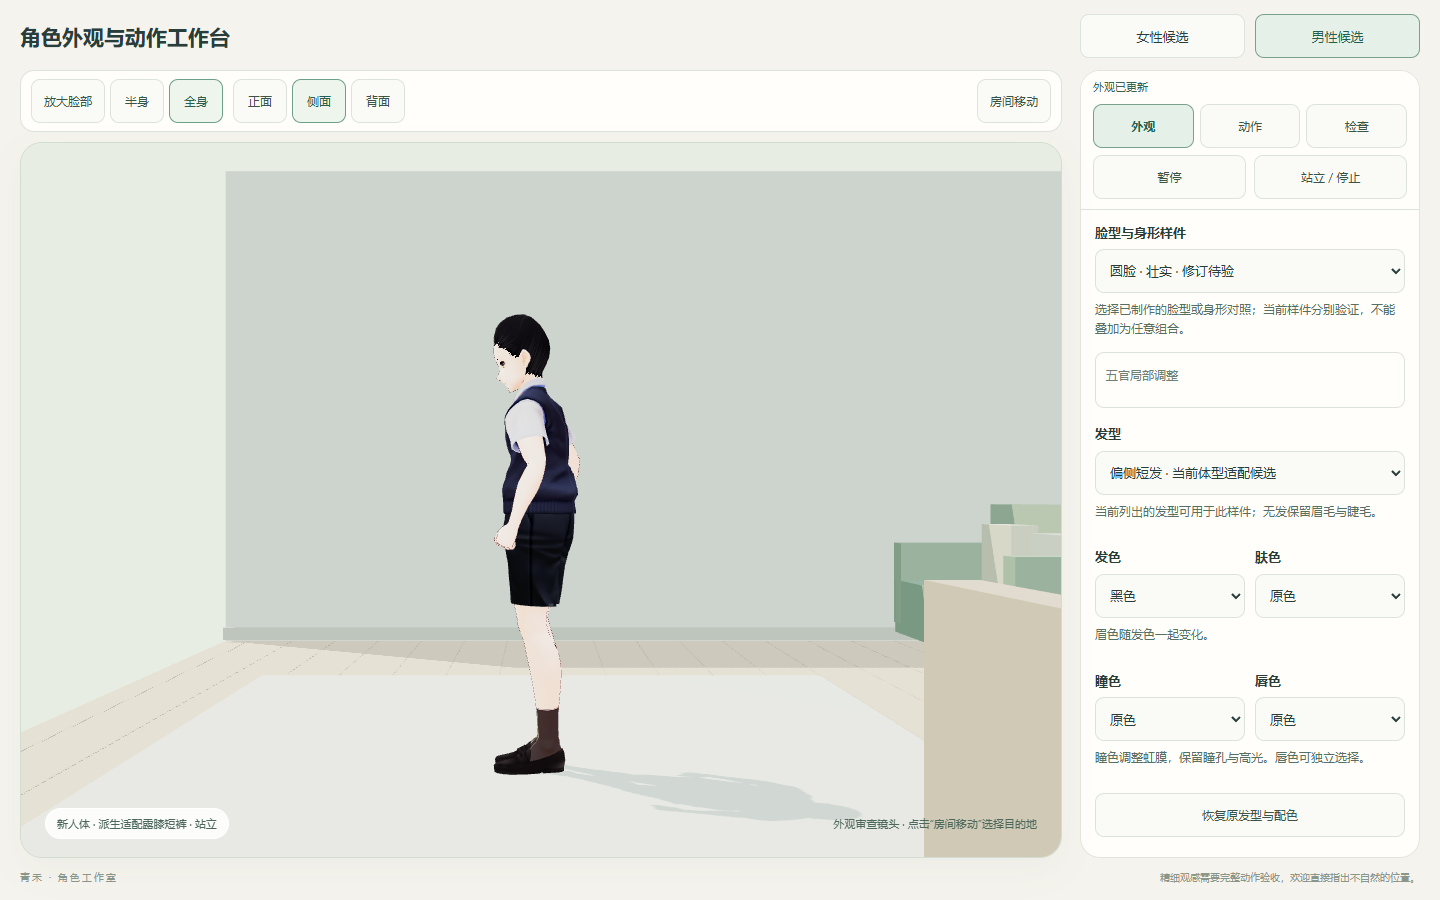 角色外观与动作工作台
女性候选
男性候选
放大脸部
半身
全身
正面
侧面
背面
房间移动
外观已更新
外观
动作
检查
暂停
站立 / 停止
脸型与身形样件
圆脸 · 壮实 · 修订待验
选择已制作的脸型或身形对照；当前样件分别验证，不能
叠加为任意组合。
五官局部调整
发型
偏侧短发 · 当前体型适配候选
当前列出的发型可用于此样件；无发保留眉毛与睫毛。
发色
肤色
黑色
原色
眉色随发色一起变化。
瞳色
唇色
原色
原色
瞳色调整虹膜，保留瞳孔与高光。唇色可独立选择。
恢复原发型与配色
新人体 · 派生适配露膝短裤 · 站立
外观审查镜头 · 点击“房间移动”选择目的地
青禾 · 角色工作室
精细观感需要完整动作验收，欢迎直接指出不自然的位置。